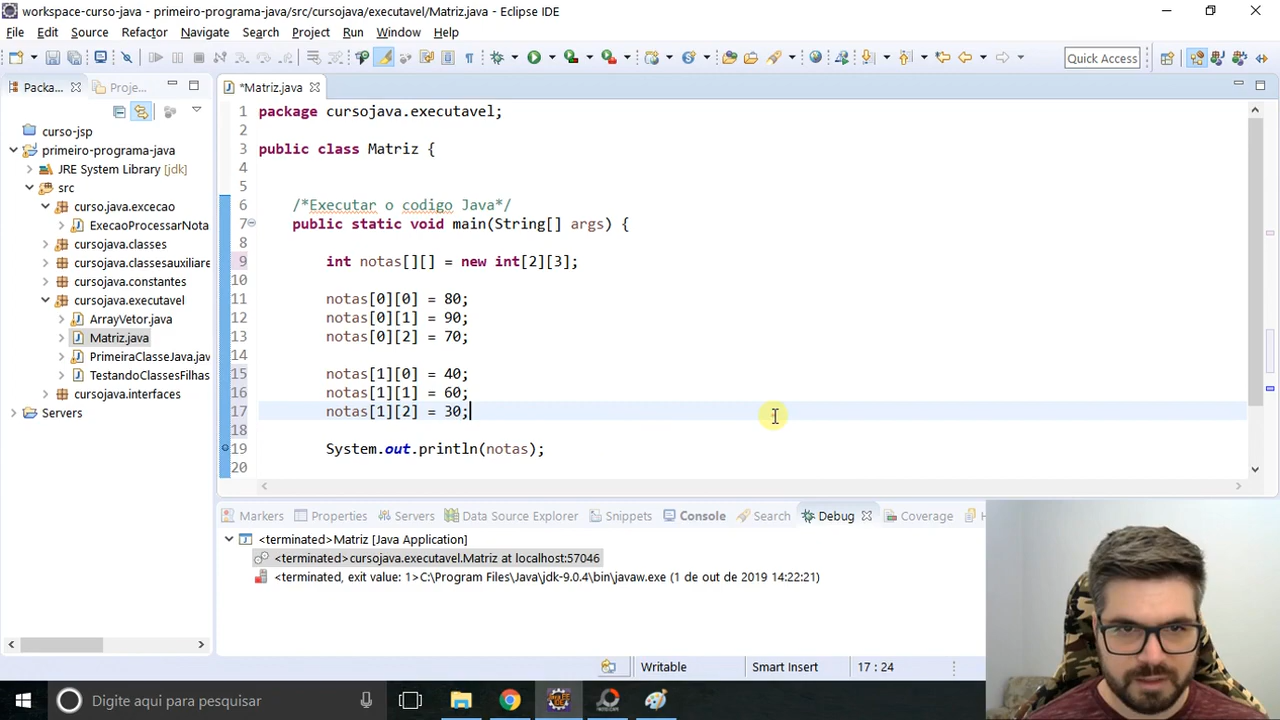 workspace-curso-java - primeiro-programa-java/src/cursojava/executavel/Matriz.java - Eclipse IDE
File Edit Source Refactor Navigate Search Project Run Window Help
Quick Access
Packa...
Proje...
*Matriz.java
curso-jsp
primeiro-programa-java
JRE System Library [jdk]
src
curso.java.excecao
ExecaoProcessarNota
cursojava.classes
cursojava.classesauxiliare
cursojava.constantes
cursojava.executavel
ArrayVetor.java
Matriz.java
PrimeiraClasseJava.jav
TestandoClassesFilhas
cursojava.interfaces
Servers
1 package cursojava.executavel;
2
3 public class Matriz {
4
5
6 /*Executar o codigo Java*/
7 public static void main(String[] args) {
8
9 int notas[][] = new int[2][3];
10
11 notas[0][0] = 80;
12 notas[0][1] = 90;
13 notas[0][2] = 70;
14
15 notas[1][0] = 40;
16 notas[1][1] = 60;
17 notas[1][2] = 30;
18
19 System.out.println(notas);
20
Markers Properties Servers Data Source Explorer Snippets Console Search Debug Coverage
<terminated>Matriz [Java Application]
<terminated>cursojava.executavel.Matriz at localhost:57046
<terminated, exit value: 1>C:\Program Files\Java\jdk-9.0.4\bin\javaw.exe (1 de out de 2019 14:22:21)
Writable Smart Insert 17 : 24
Digite aqui para pesquisar